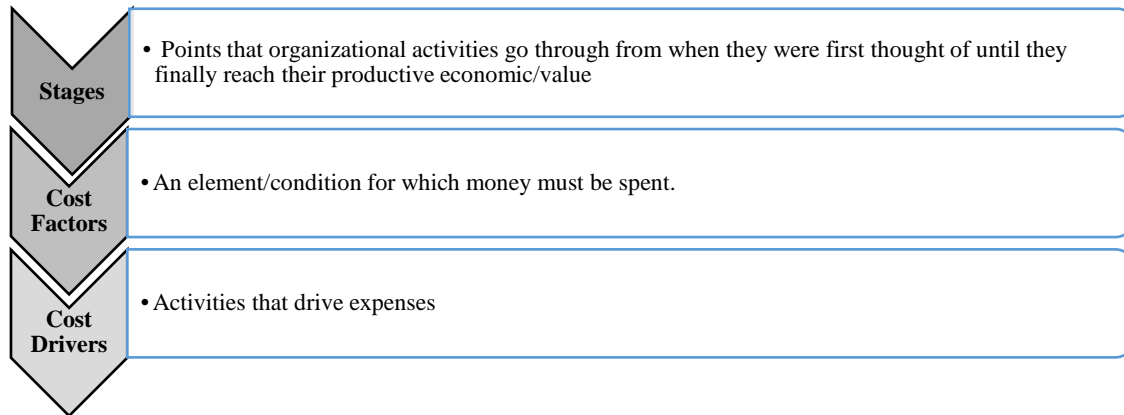 Stages
• Points that organizational activities go through from when they were first thought of until they
finally reach their productive economic/value
Cost
Factors
• An element/condition for which money must be spent.
Cost
Drivers
• Activities that drive expenses